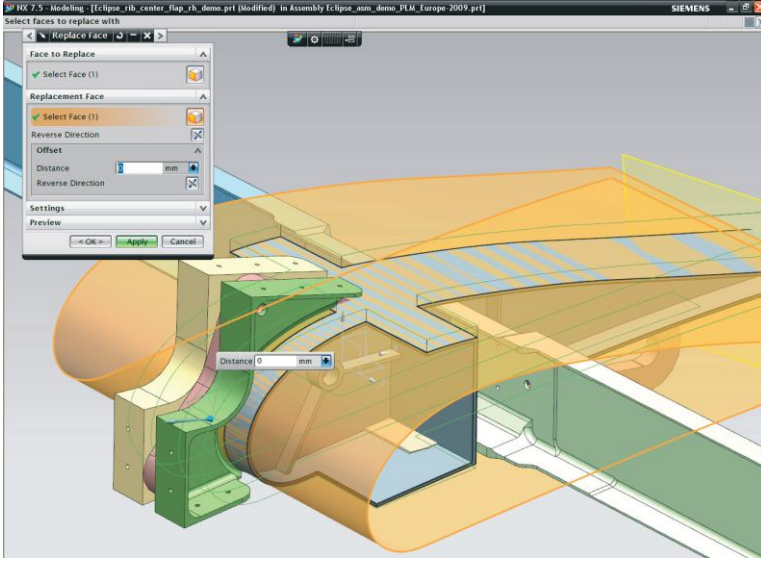 NX 7.5 - Modeling - [Eclipse_rib_center_flap_rh_demo.prt (Modified) in Assembly Eclipse_asm_demo_PLM_Europe-2009.prt]
SIEMENS
Select faces to replace with
Replace Face
Face to Replace
Select Face (1)
Replacement Face
Select Face (1)
Reverse Direction
Offset
Distance 0 mm
Reverse Direction
Settings
Preview
< OK > Apply Cancel
Distance 0 mm